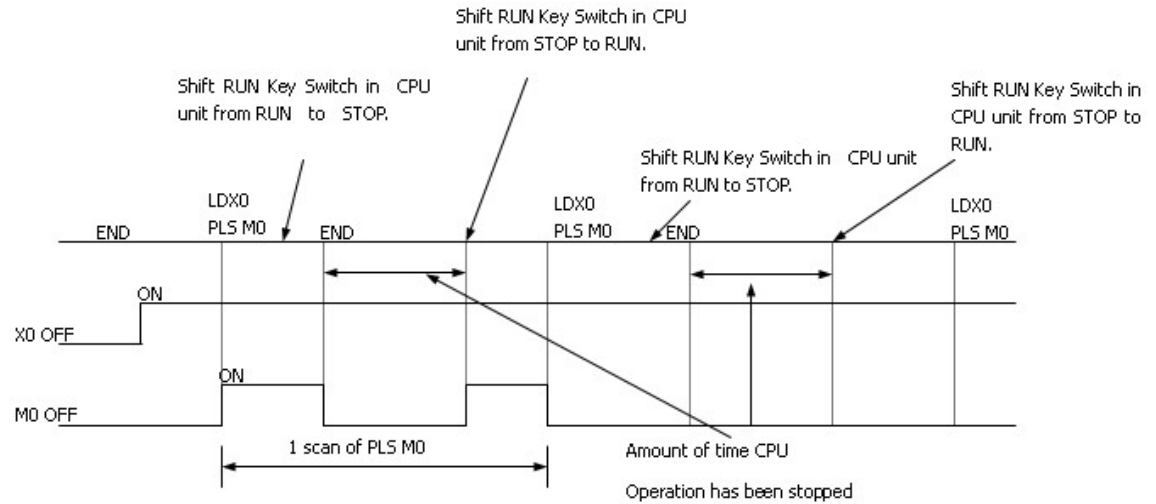 Shift RUN Key Switch in CPU
unit from STOP to RUN.
Shift RUN Key Switch in CPU
unit from RUN to STOP.
Shift RUN Key Switch in
CPU unit from STOP to
RUN.
Shift RUN Key Switch in CPU unit
from RUN to STOP.
LDX0
PLS M0
LDX0
PLS M0
LDX0
PLS M0
END
END
END
ON
X0 OFF
ON
M0 OFF
1 scan of PLS M0
Amount of time CPU
Operation has been stopped